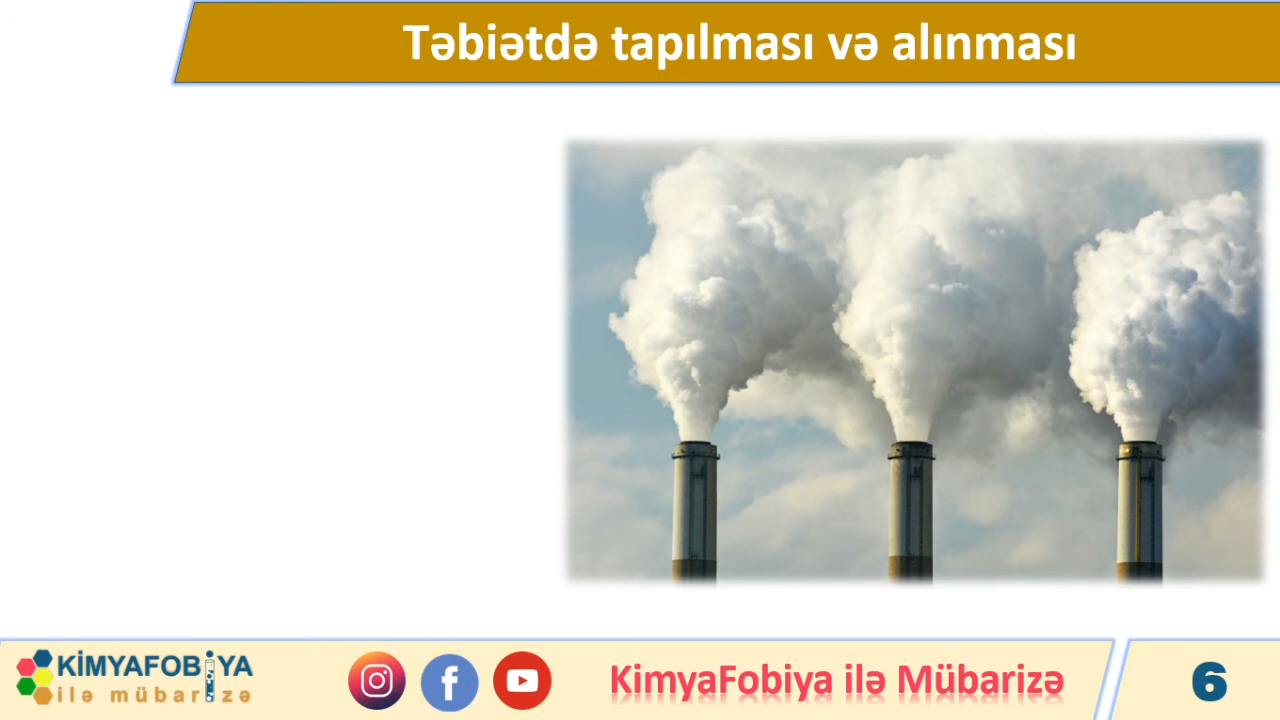 Təbiətdə tapılması və alınması
KİMYAFOBİYA
ilə mübarizə
f
KimyaFobiya ilə Mübarizə
6